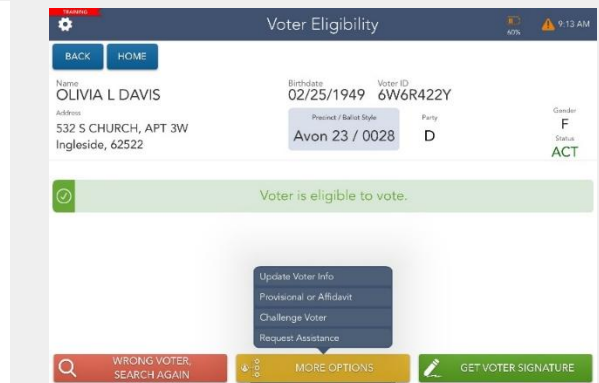 TRAINING
Voter Eligibility
60%
9:13 AM
BACK
HOME
Name
OLIVIA L DAVIS
Birthdate
02/25/1949
Voter ID
6W6R422Y
Address
532 S CHURCH, APT 3W
Ingleside, 62522
Precinct / Ballot Style
Avon 23 / 0028
Party
D
Gender
F
Status
ACT
Voter is eligible to vote.
Update Voter Info
Provisional or Affidavit
Challenge Voter
Request Assistance
WRONG VOTER,
SEARCH AGAIN
MORE OPTIONS
GET VOTER SIGNATURE